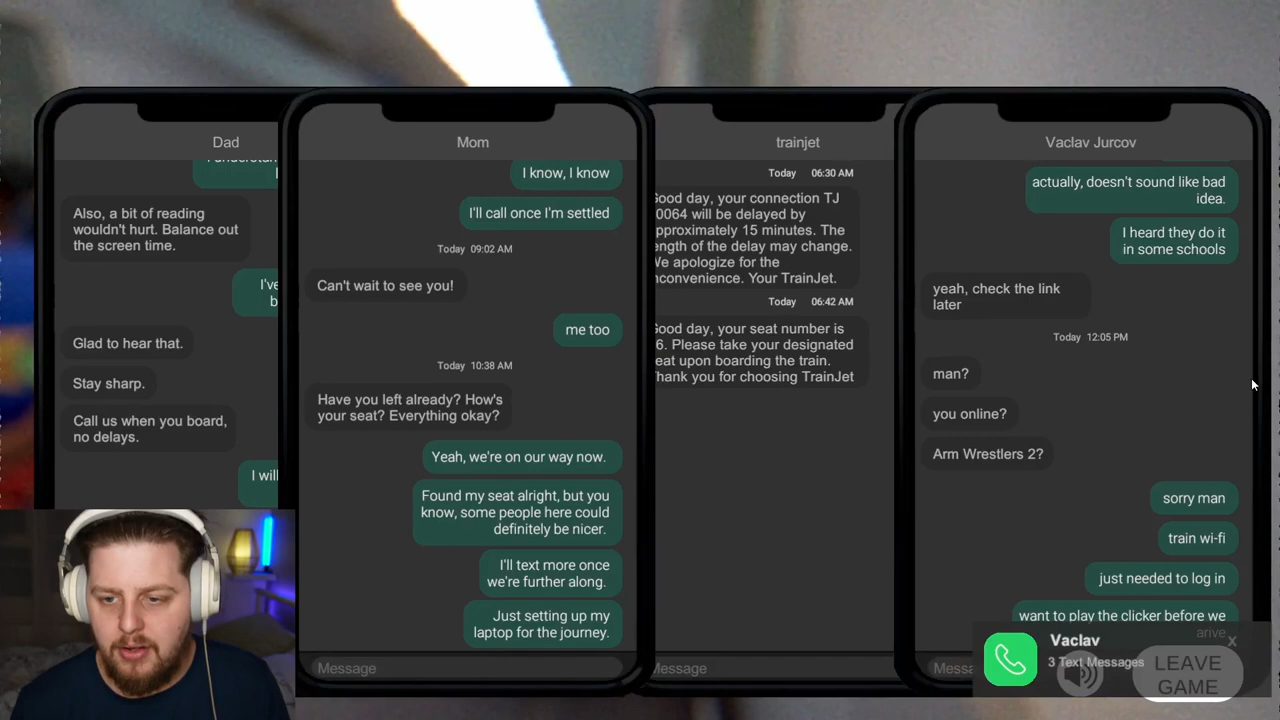 Dad
Also, a bit of reading
wouldn't hurt. Balance out
the screen time.
I've
Glad to hear that.
Stay sharp.
Call us when you board,
no delays.
I will
Mom
I know, I know
I'll call once I'm settled
Today 09:02 AM
Can't wait to see you!
me too
Today 10:38 AM
Have you left already? How's
your seat? Everything okay?
Yeah, we're on our way now.
Found my seat alright, but you
know, some people here could
definitely be nicer.
I'll text more once
we're further along.
Just setting up my
laptop for the journey.
Message
trainjet
Today 06:30 AM
ood day, your connection TJ
0064 will be delayed by
pproximately 15 minutes. The
ength of the delay may change.
We apologize for the
nconvenience. Your TrainJet.
Today 06:42 AM
ood day, your seat number is
6. Please take your designated
eat upon boarding the train.
hank you for choosing TrainJet
Message
Vaclav Jurcov
actually, doesn't sound like bad
idea.
I heard they do it
in some schools
yeah, check the link
later
Today 12:05 PM
man?
you online?
Arm Wrestlers 2?
sorry man
train wi-fi
just needed to log in
want to play the clicker before we
arive
Messa
Vaclav
x
3 Text Messages
LEAVE
GAME